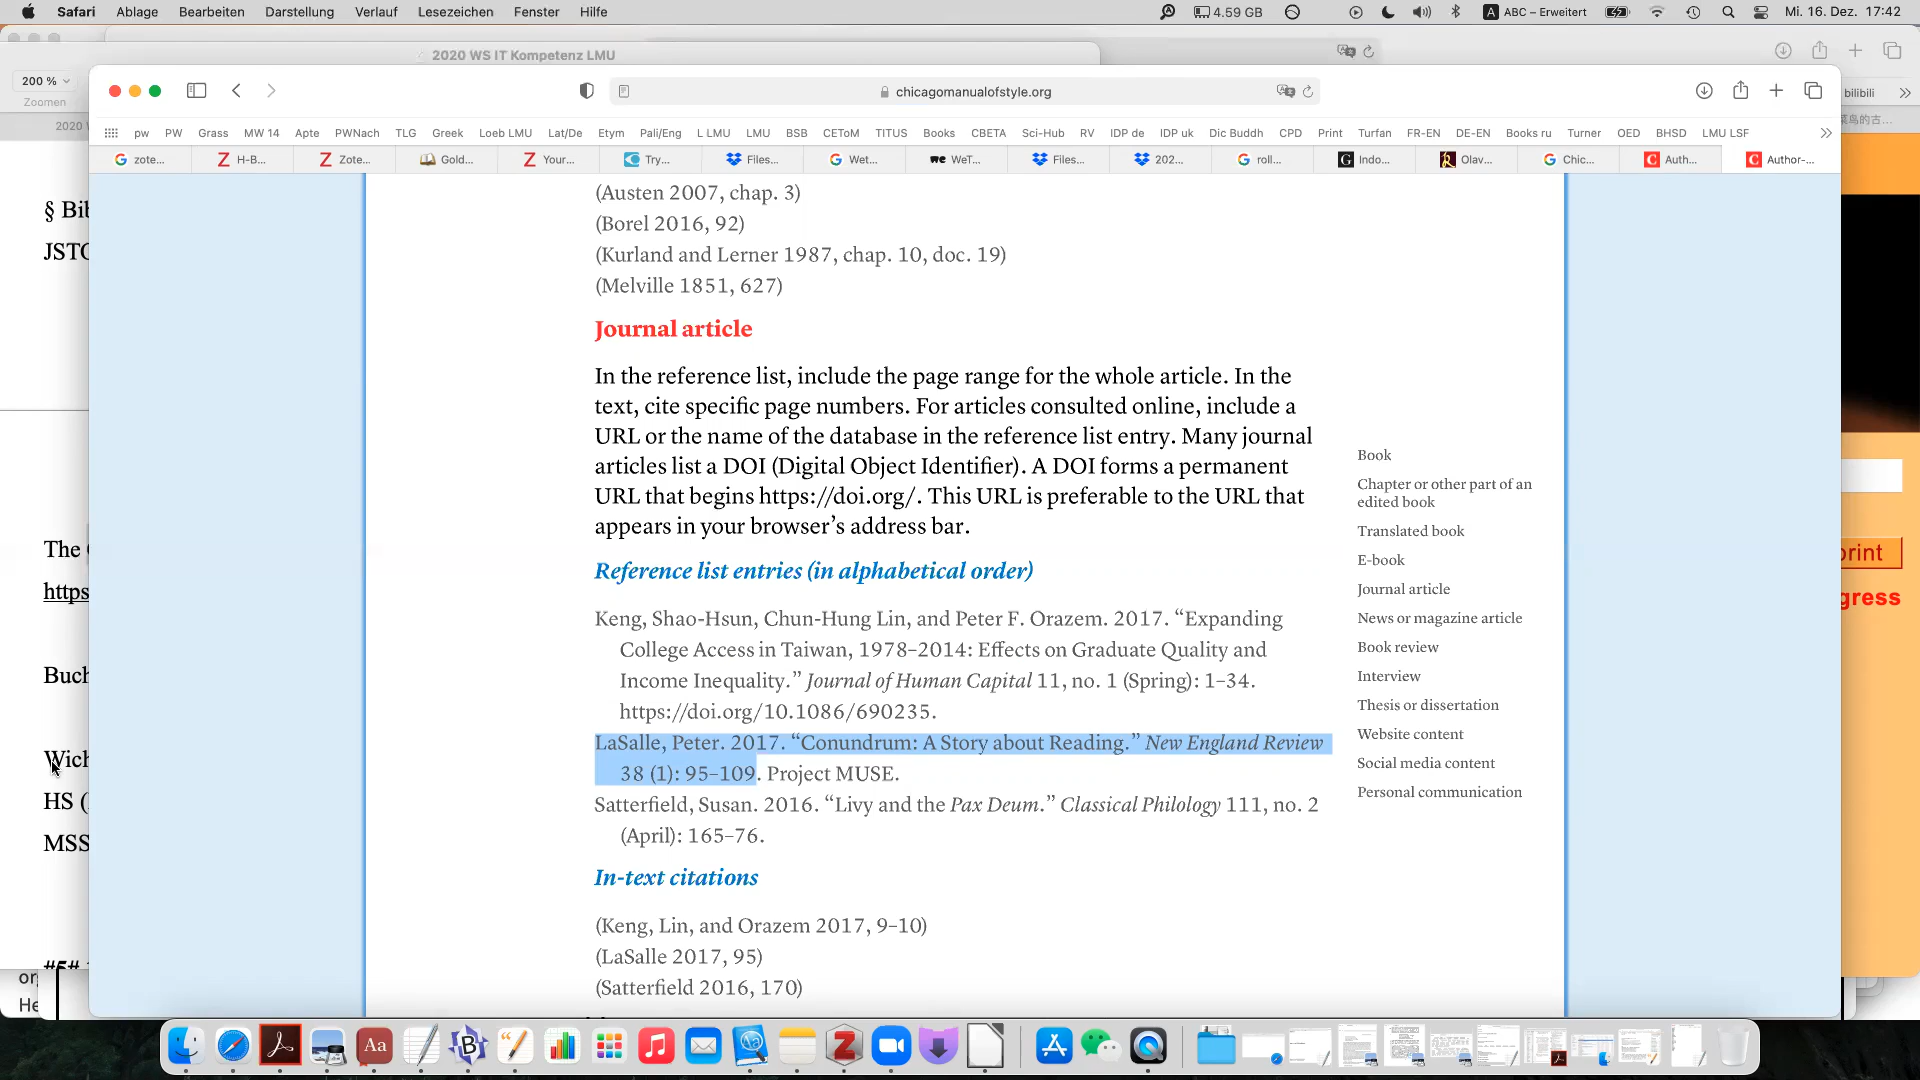 Safari Ablage Bearbeiten Darstellung Verlauf Lesezeichen Fenster Hilfe 4.59 GB A ABC – Erweitert Mi. 16. Dez. 17:42
2020 WS IT Kompetenz LMU
200 %
Zoomen
chicagomanualofstyle.org
bilibili
pw PW Grass MW 14 Apte PWNach TLG Greek Loeb LMU Lat/De Etym Pali/Eng L LMU LMU BSB CEToM TITUS Books CBETA Sci-Hub RV IDP de IDP uk Dic Buddh CPD Print Turfan FR-EN DE-EN Books ru Turner OED BHSD LMU LSF
zote... H-B... Zote... Gold... Your... Try... Files... Wet... WeT... Files... 202... roll... Indo... Olav... Chic... Auth... Author-...
(Austen 2007, chap. 3)
(Borel 2016, 92)
(Kurland and Lerner 1987, chap. 10, doc. 19)
(Melville 1851, 627)
Journal article
In the reference list, include the page range for the whole article. In the
text, cite specific page numbers. For articles consulted online, include a
URL or the name of the database in the reference list entry. Many journal
articles list a DOI (Digital Object Identifier). A DOI forms a permanent
URL that begins https://doi.org/. This URL is preferable to the URL that
appears in your browser’s address bar.
Reference list entries (in alphabetical order)
Keng, Shao-Hsun, Chun-Hung Lin, and Peter F. Orazem. 2017. “Expanding
College Access in Taiwan, 1978–2014: Effects on Graduate Quality and
Income Inequality.” Journal of Human Capital 11, no. 1 (Spring): 1–34.
https://doi.org/10.1086/690235.
LaSalle, Peter. 2017. “Conundrum: A Story about Reading.” New England Review
38 (1): 95–109. Project MUSE.
Satterfield, Susan. 2016. “Livy and the Pax Deum.” Classical Philology 111, no. 2
(April): 165–76.
In-text citations
(Keng, Lin, and Orazem 2017, 9–10)
(LaSalle 2017, 95)
(Satterfield 2016, 170)
Book
Chapter or other part of an
edited book
Translated book
E-book
Journal article
News or magazine article
Book review
Interview
Thesis or dissertation
Website content
Social media content
Personal communication
§ Bib
JSTO
The
https
Buch
Wich
HS (
MSS
print
gress